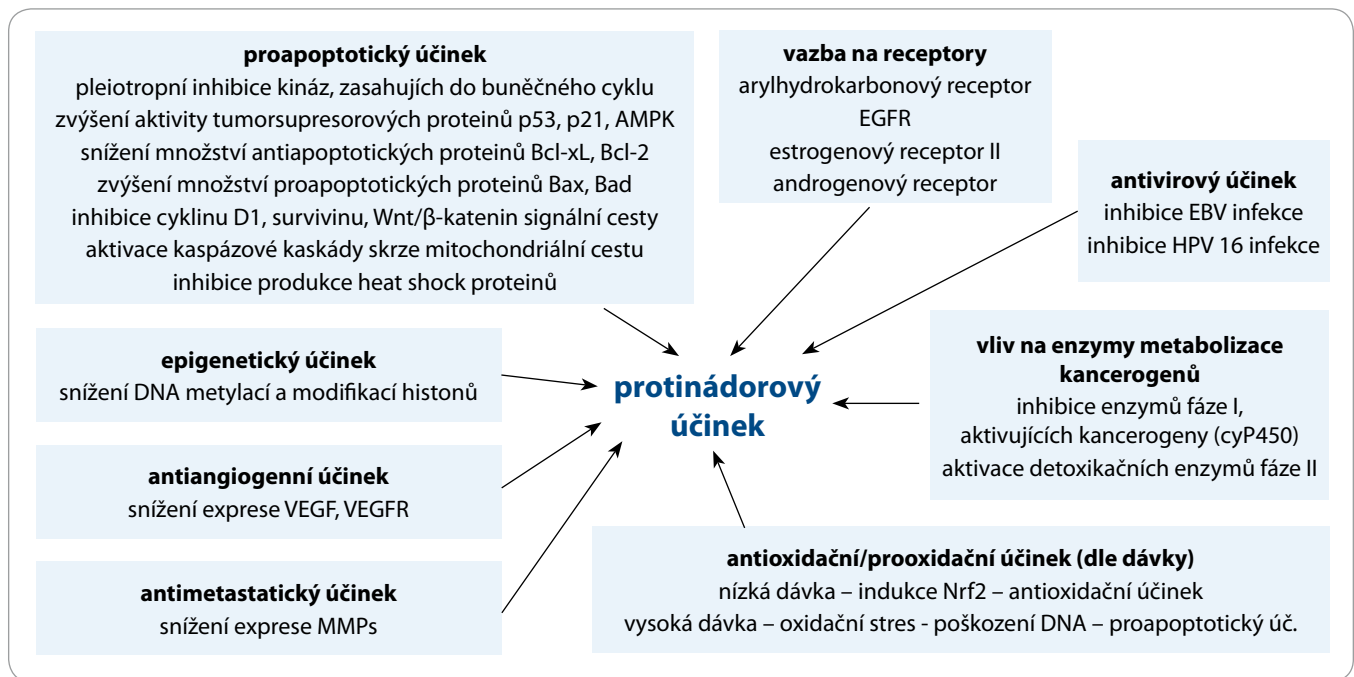 proapoptotický účinek
pleiotropní inhibice kináz, zasahujích do buněčného cyklu
zvýšení aktivity tumorsupresorových proteinů p53, p21, AMPK
snížení množství antiapoptotických proteinů Bcl-xL, Bcl-2
zvýšení množství proapoptotických proteinů Bax, Bad
inhibice cyklinu D1, survivinu, Wnt/β-katenin signální cesty
aktivace kaspázové kaskády skrze mitochondriální cestu
inhibice produkce heat shock proteinů
vazba na receptory
arylhydrokarbonový receptor
EGFR
estrogenový receptor II
androgenový receptor
antivirový účinek
inhibice EBV infekce
inhibice HPV 16 infekce
epigenetický účinek
snížení DNA metylací a modifikací histonů
protinádorový
účinek
vliv na enzymy metabolizace
kancerogenů
inhibice enzymů fáze I,
aktivujících kancerogeny (cyP450)
aktivace detoxikačních enzymů fáze II
antiangiogenní účinek
snížení exprese VEGF, VEGFR
antimetastatický účinek
snížení exprese MMPs
antioxidační/prooxidační účinek (dle dávky)
nízká dávka – indukce Nrf2 – antioxidační účinek
vysoká dávka – oxidační stres - poškození DNA – proapoptotický úč.